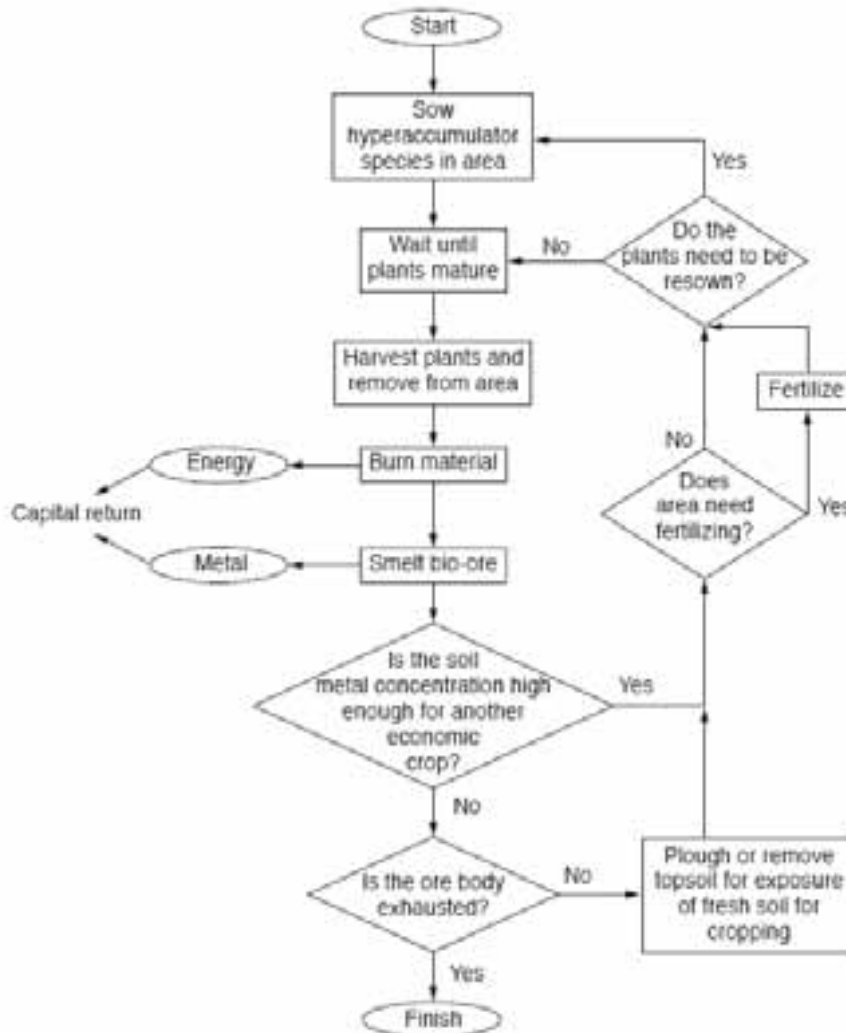 Start
Sow
hyperaccumulator
species in area
Yes
Wait until
plants mature
No
Do the
plants need to be
resown?
Harvest plants and
remove from area
Fertilize
No
Energy
Burn material
Does
area need
fertilizing?
Yes
Capital return
Metal
Smelt bio-ore
Is the soil
metal concentration high
enough for another
economic
crop?
Yes
No
Is the ore body
exhausted?
No
Plough or remove
topsoil for exposure
of fresh soil for
cropping
Yes
Finish